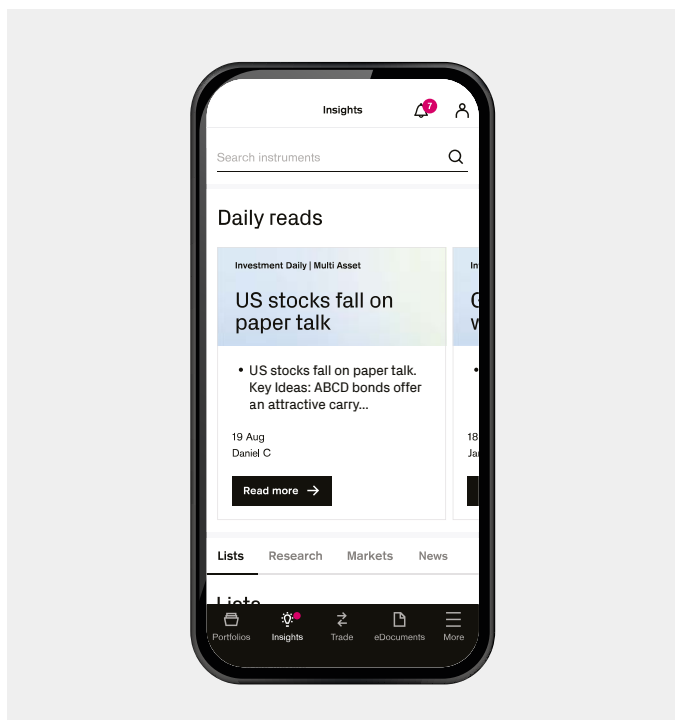 Insights
7
Search instruments
Daily reads
Investment Daily | Multi Asset
US stocks fall on
paper talk
• US stocks fall on paper talk.
Key Ideas: ABCD bonds offer
an attractive carry...
19 Aug
Daniel C
Read more →
18
Lists Research Markets News
Lists
Portfolios Insights Trade eDocuments More